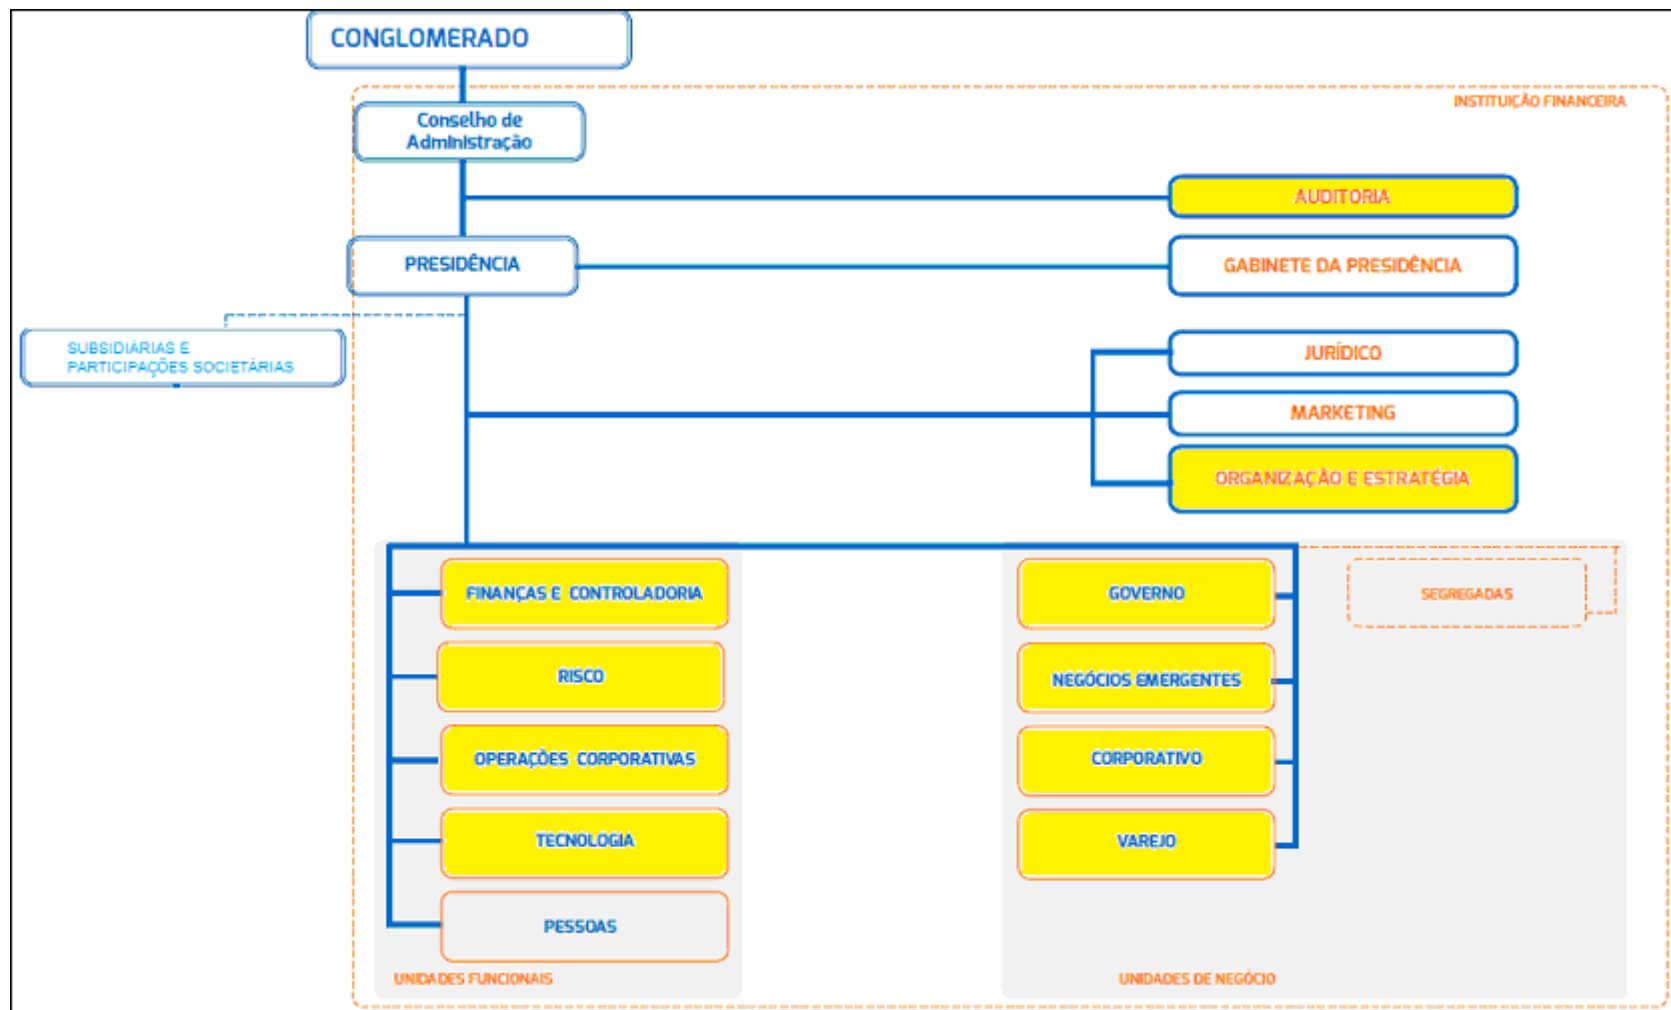 CONGLOMERADO
INSTITUIÇÃO FINANCEIRA
Conselho de
Administração
AUDITORIA
PRESIDÊNCIA
GABINETE DA PRESIDÊNCIA
SUBSIDIÁRIAS E
PARTICIPAÇÕES SOCIETÁRIAS
JURÍDICO
MARKETING
ORGANIZAÇÃO E ESTRATÉGIA
FINANÇAS E CONTROLADORIA
RISCO
OPERAÇÕES CORPORATIVAS
TECNOLOGIA
PESSOAS
UNIDADES FUNCIONAIS
GOVERNO
NEGÓCIOS EMERGENTES
CORPORATIVO
VAREJO
SEGREGADAS
UNIDADES DE NEGÓCIO